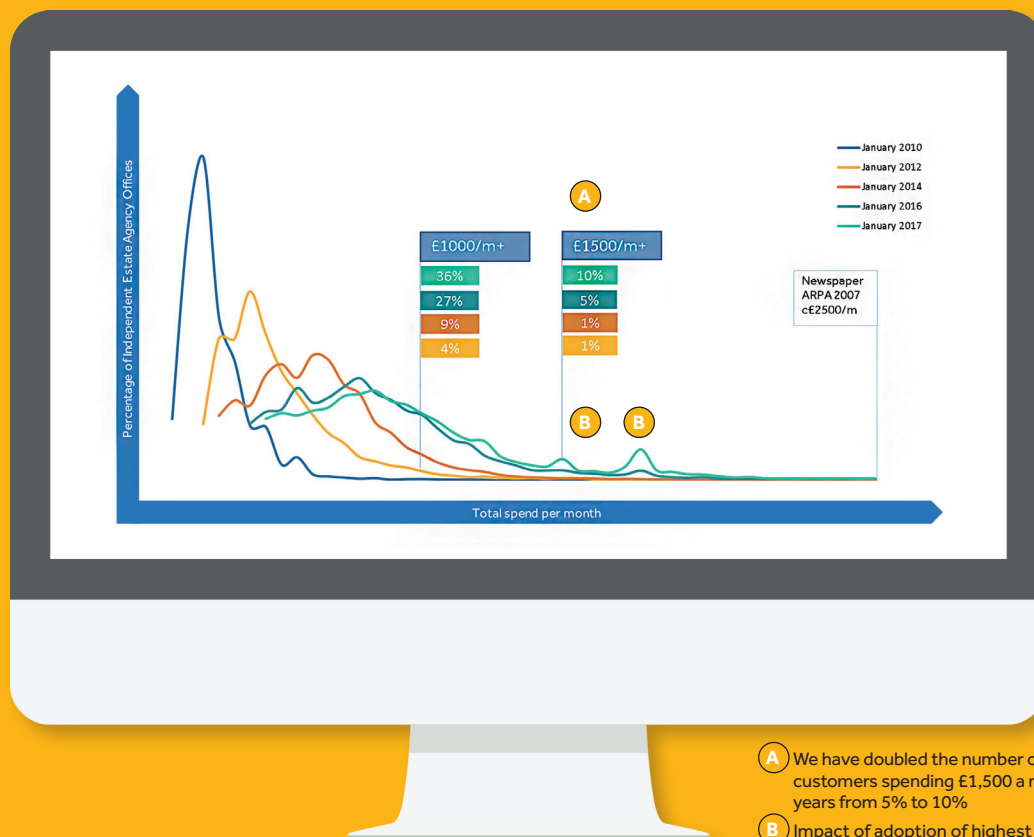 Percentage of Independent Estate Agency Offices
January 2010
January 2012
January 2014
January 2016
January 2017
A
£1000/m+
36%
27%
9%
4%
£1500/m+
10%
5%
1%
1%
Newspaper
ARPA 2007
c£2500/m
B
B
Total spend per month
A We have doubled the number o
customers spending £1,500 a
years from 5% to 10%
B Impact of adoption of highest